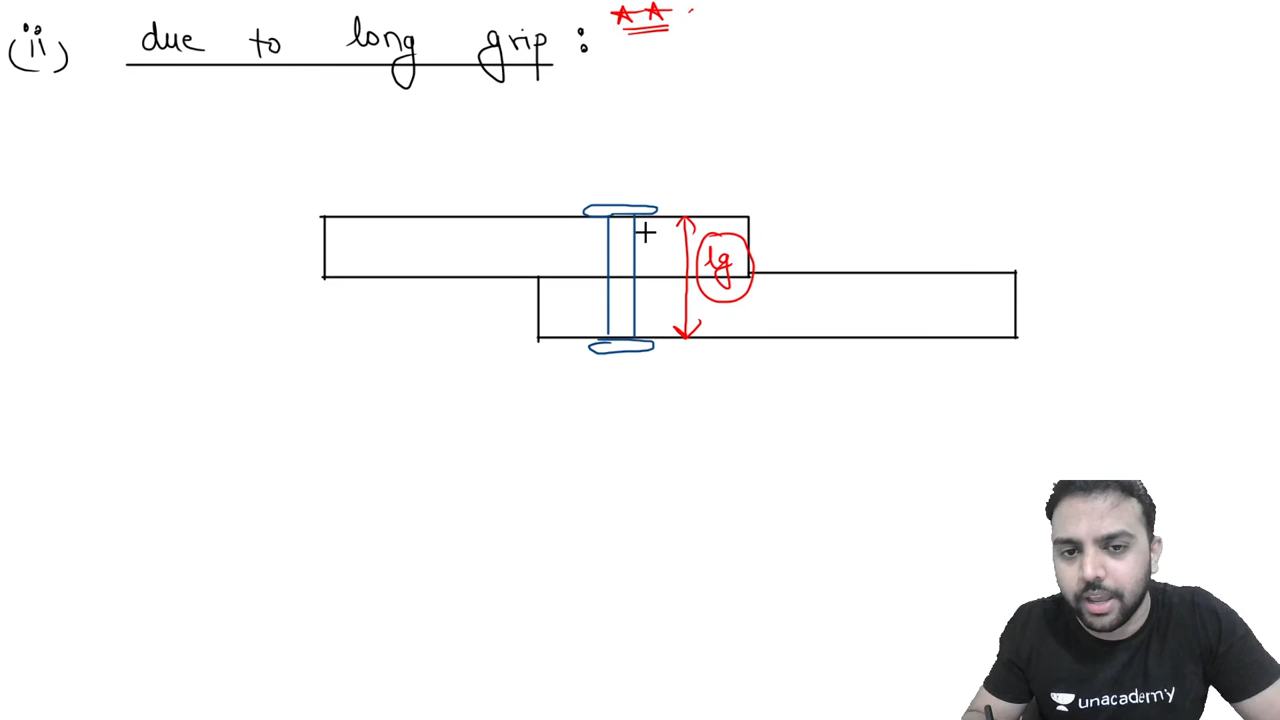 (ii) due to long grip :
lg
unacademy